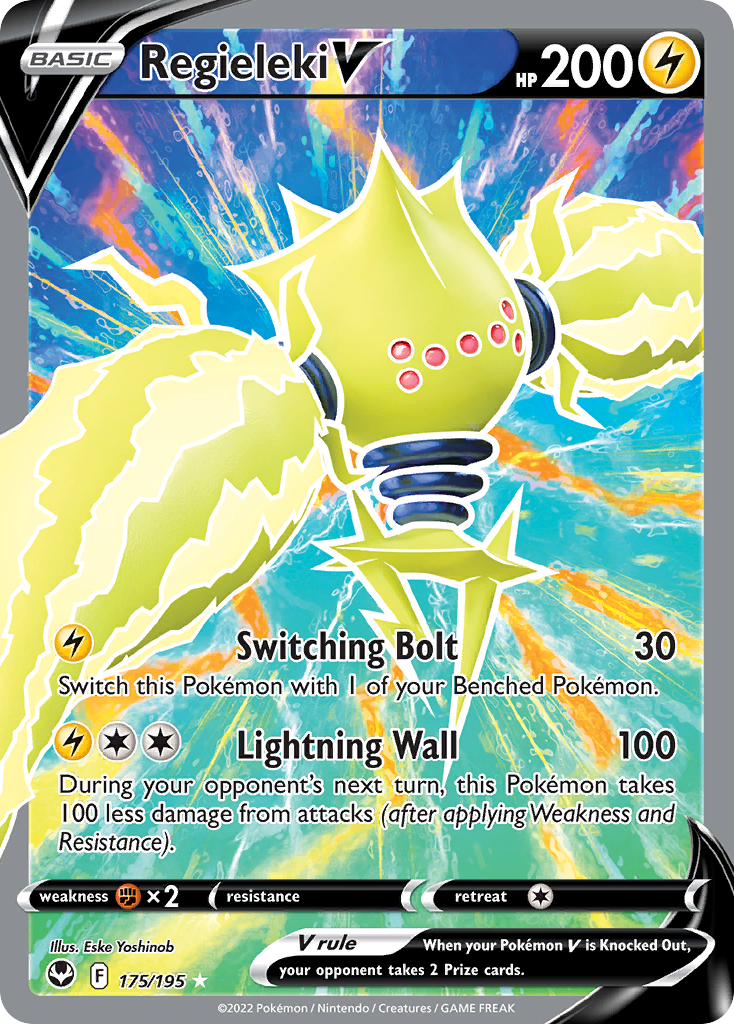 BASIC
Regieleki V
HP 200
Switching Bolt 30
Switch this Pokémon with 1 of your Benched Pokémon.
Lightning Wall 100
During your opponent's next turn, this Pokémon takes
100 less damage from attacks (after applying Weakness and
Resistance).
weakness ×2 resistance retreat
Illus. Eske Yoshinob
V rule When your Pokémon V is Knocked Out,
your opponent takes 2 Prize cards.
F 175/195
©2022 Pokémon / Nintendo / Creatures / GAME FREAK